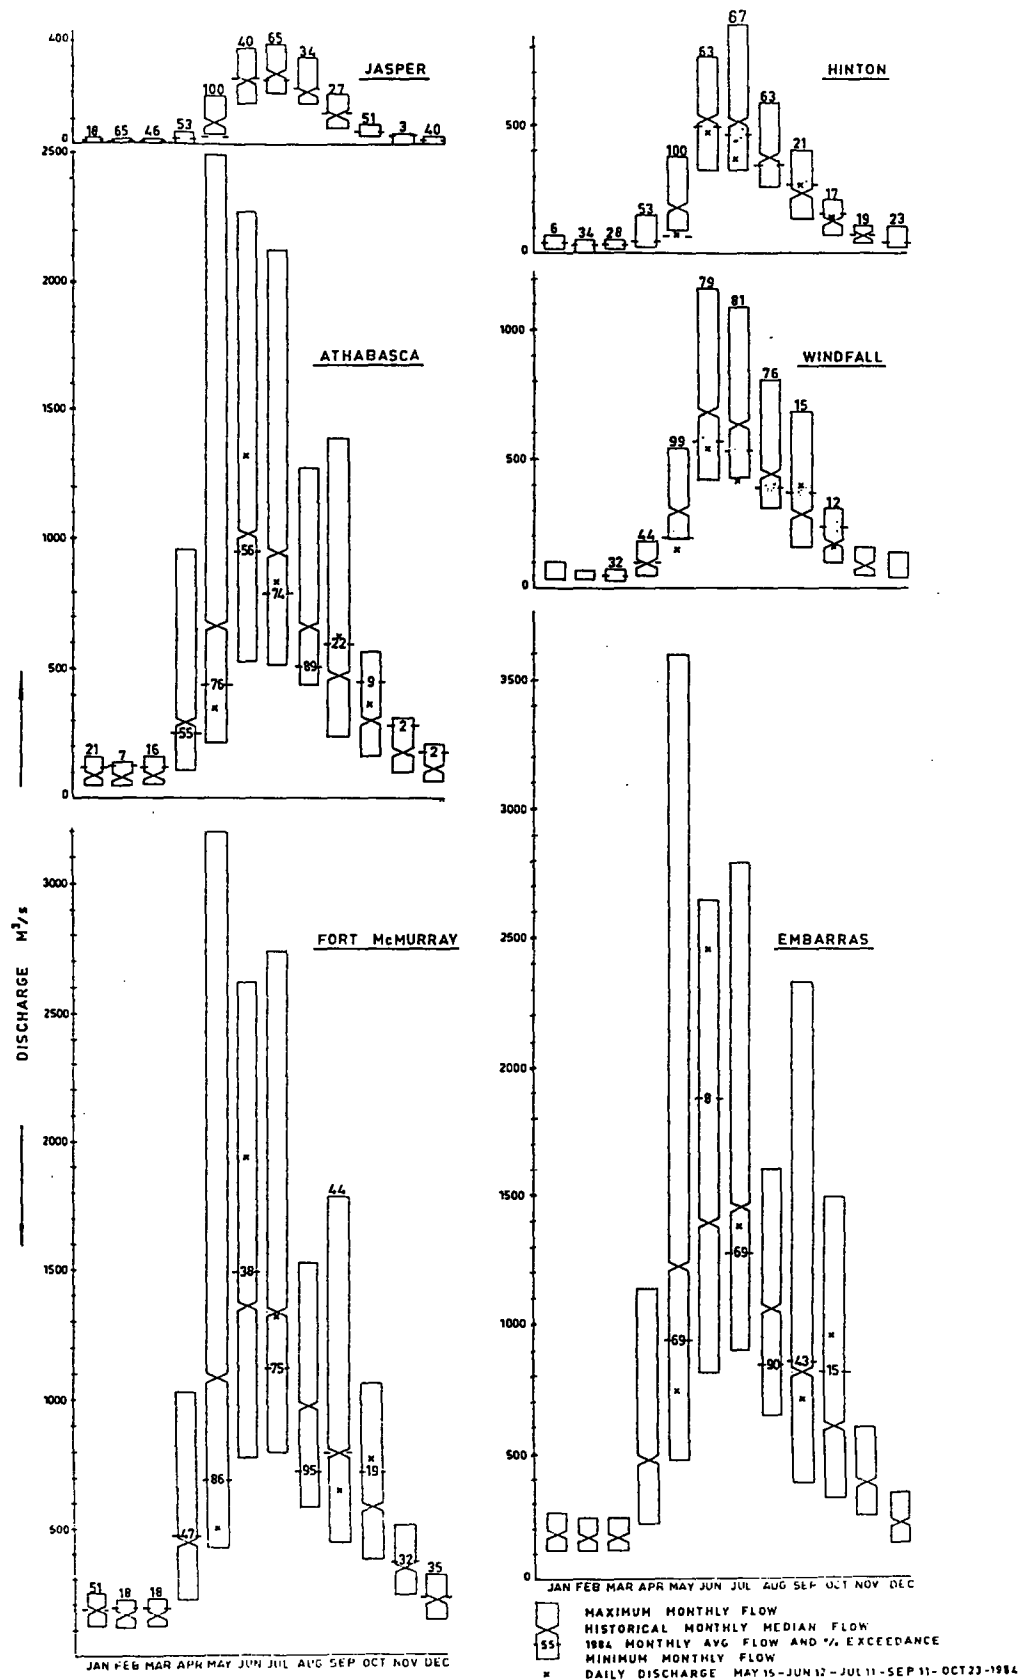 400
0
JASPER
18 65 46 53 100 40 65 34 27 51 3 40
500
0
HINTON
6 34 28 53 100 63 67 63 21 17 19 23
2500
2000
1500
1000
500
0
ATHABASCA
21 7 16 55 76 56 74 89 22 9 2 2
1000
500
0
WINDFALL
32 44 99 79 81 76 15 12
DISCHARGE M³/s
3000
2500
2000
1500
1000
500
FORT McMURRAY
51 18 18 47 86 38 75 95 44 19 32 35
JAN FEB MAR APR MAY JUN JUL AUG SEP OCT NOV DEC
3500
3000
2500
2000
1500
1000
500
0
EMBARRAS
69 8 69 90 43 15
JAN FEB MAR APR MAY JUN JUL AUG SEP OCT NOV DEC
MAXIMUM MONTHLY FLOW
HISTORICAL MONTHLY MEDIAN FLOW
55 1984 MONTHLY AVG FLOW AND % EXCEEDANCE
MINIMUM MONTHLY FLOW
x DAILY DISCHARGE MAY 15-JUN 12-JUL 11-SEP 11-OCT 23-1984